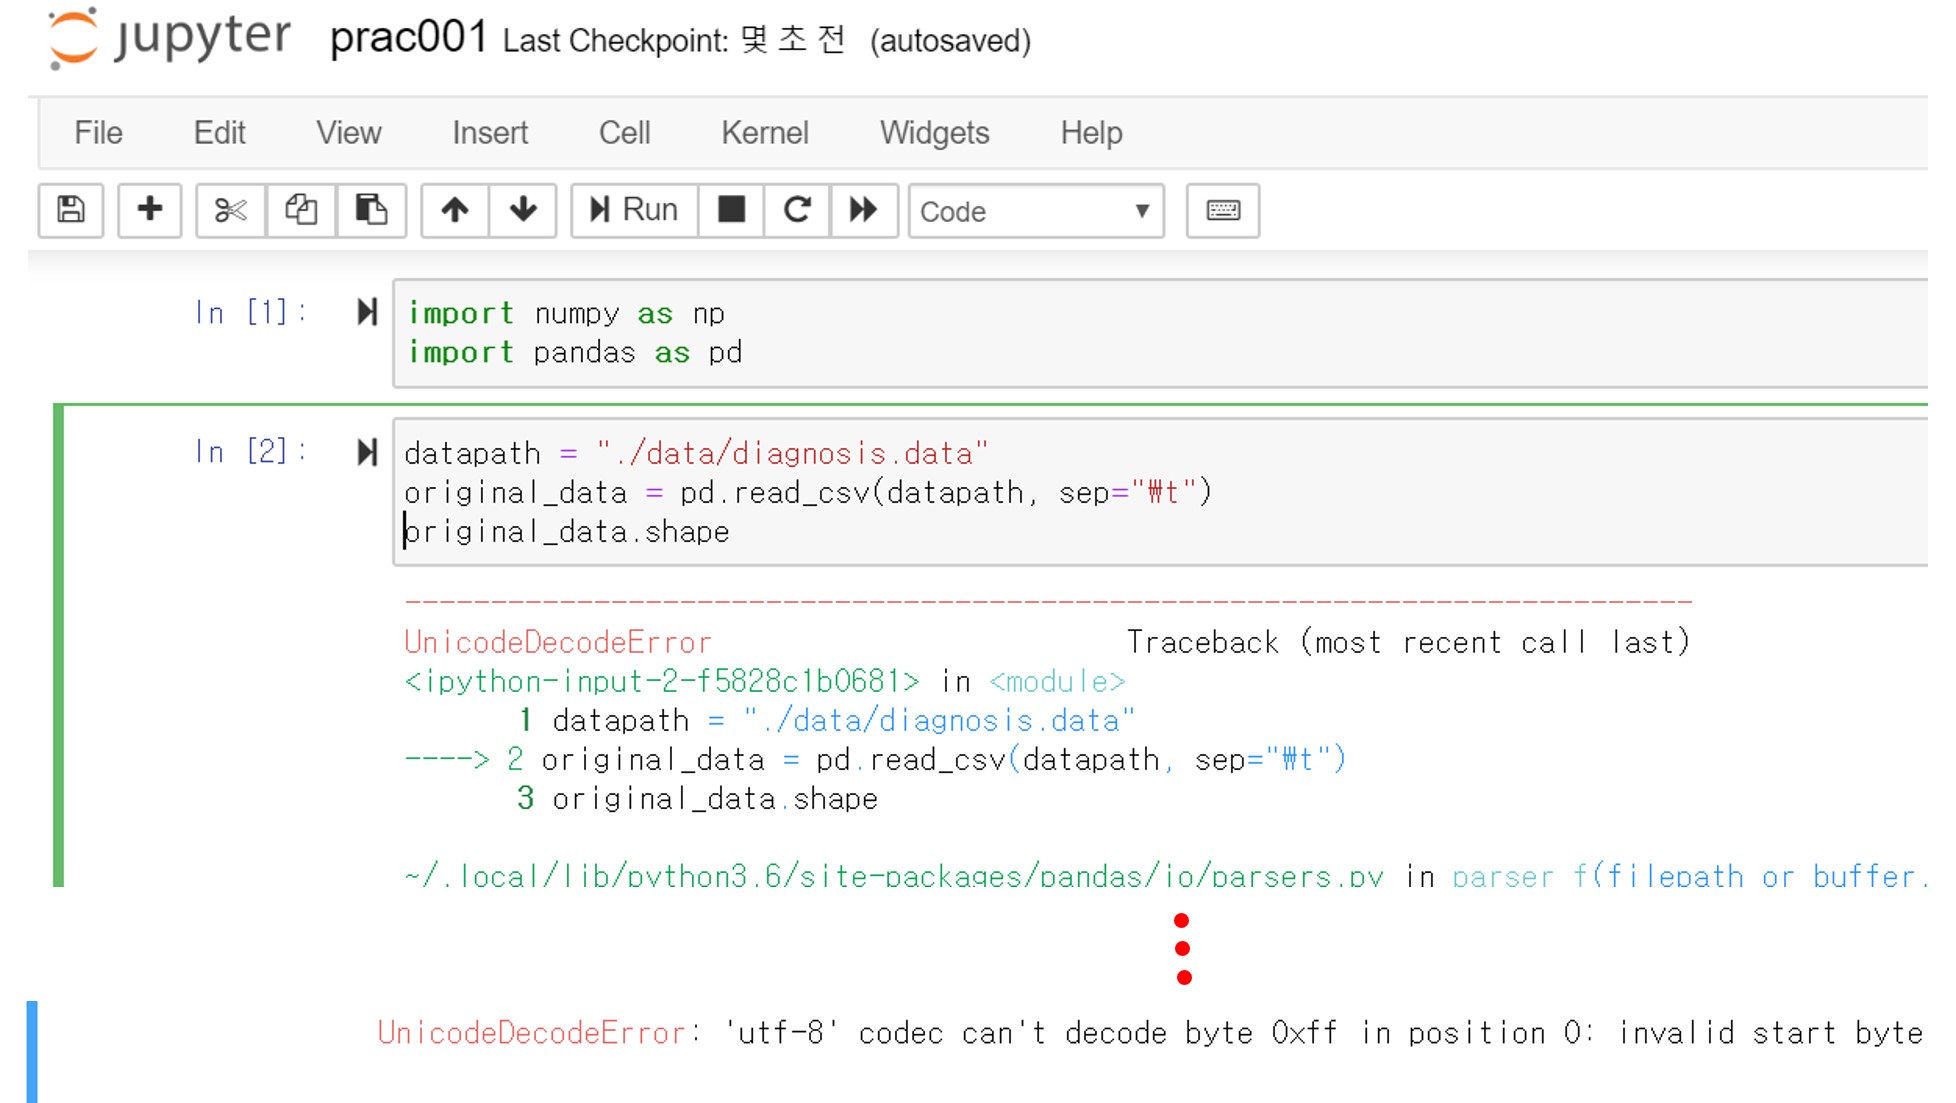 jupyter prac001 Last Checkpoint: 몇 초 전 (autosaved)
File Edit View Insert Cell Kernel Widgets Help
Run Code
In [1]: import numpy as np
import pandas as pd
In [2]: datapath = "./data/diagnosis.data"
original_data = pd.read_csv(datapath, sep="₩t")
original_data.shape
---------------------------------------------------------------------------
UnicodeDecodeError Traceback (most recent call last)
<ipython-input-2-f5828c1b0681> in <module>
1 datapath = "./data/diagnosis.data"
----> 2 original_data = pd.read_csv(datapath, sep="₩t")
3 original_data.shape
~/.local/lib/python3.6/site-packages/pandas/io/parsers.py in parser_f(filepath_or_buffer,
UnicodeDecodeError: 'utf-8' codec can't decode byte 0xff in position 0: invalid start byte